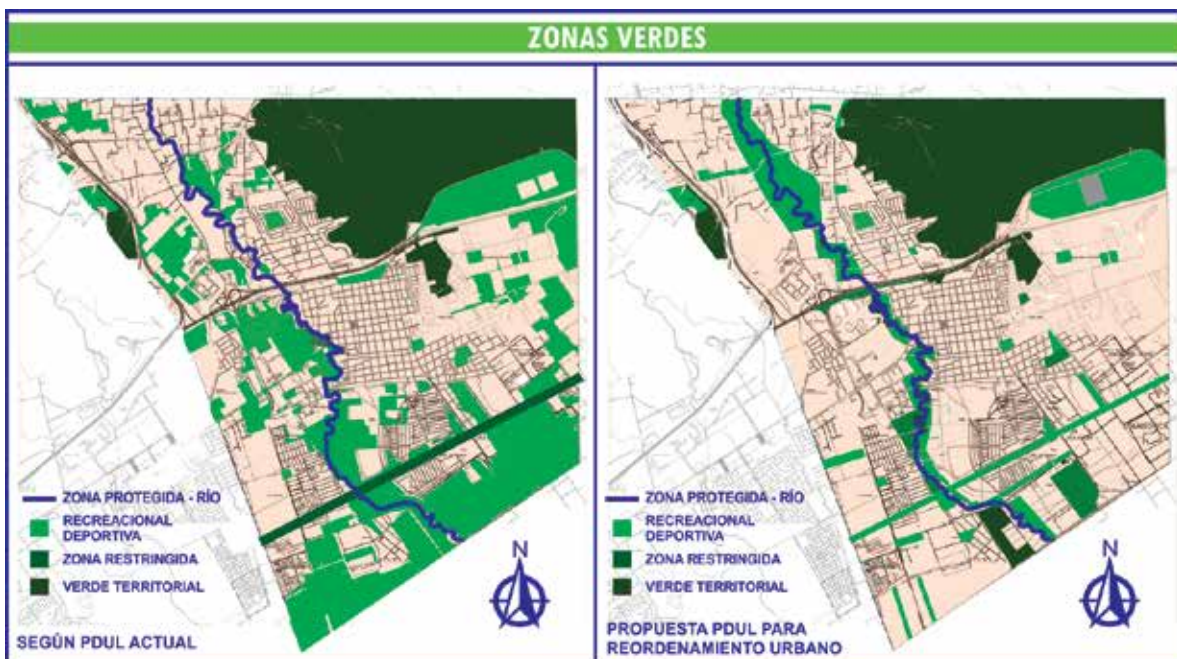 ZONAS VERDES
ZONA PROTEGIDA - RÍO
RECREACIONAL
DEPORTIVA
ZONA RESTRINGIDA
VERDE TERRITORIAL
N
SEGÚN PDUL ACTUAL
ZONA PROTEGIDA - RÍO
RECREACIONAL
DEPORTIVA
ZONA RESTRINGIDA
VERDE TERRITORIAL
N
PROPUESTA PDUL PARA
REORDENAMIENTO URBANO